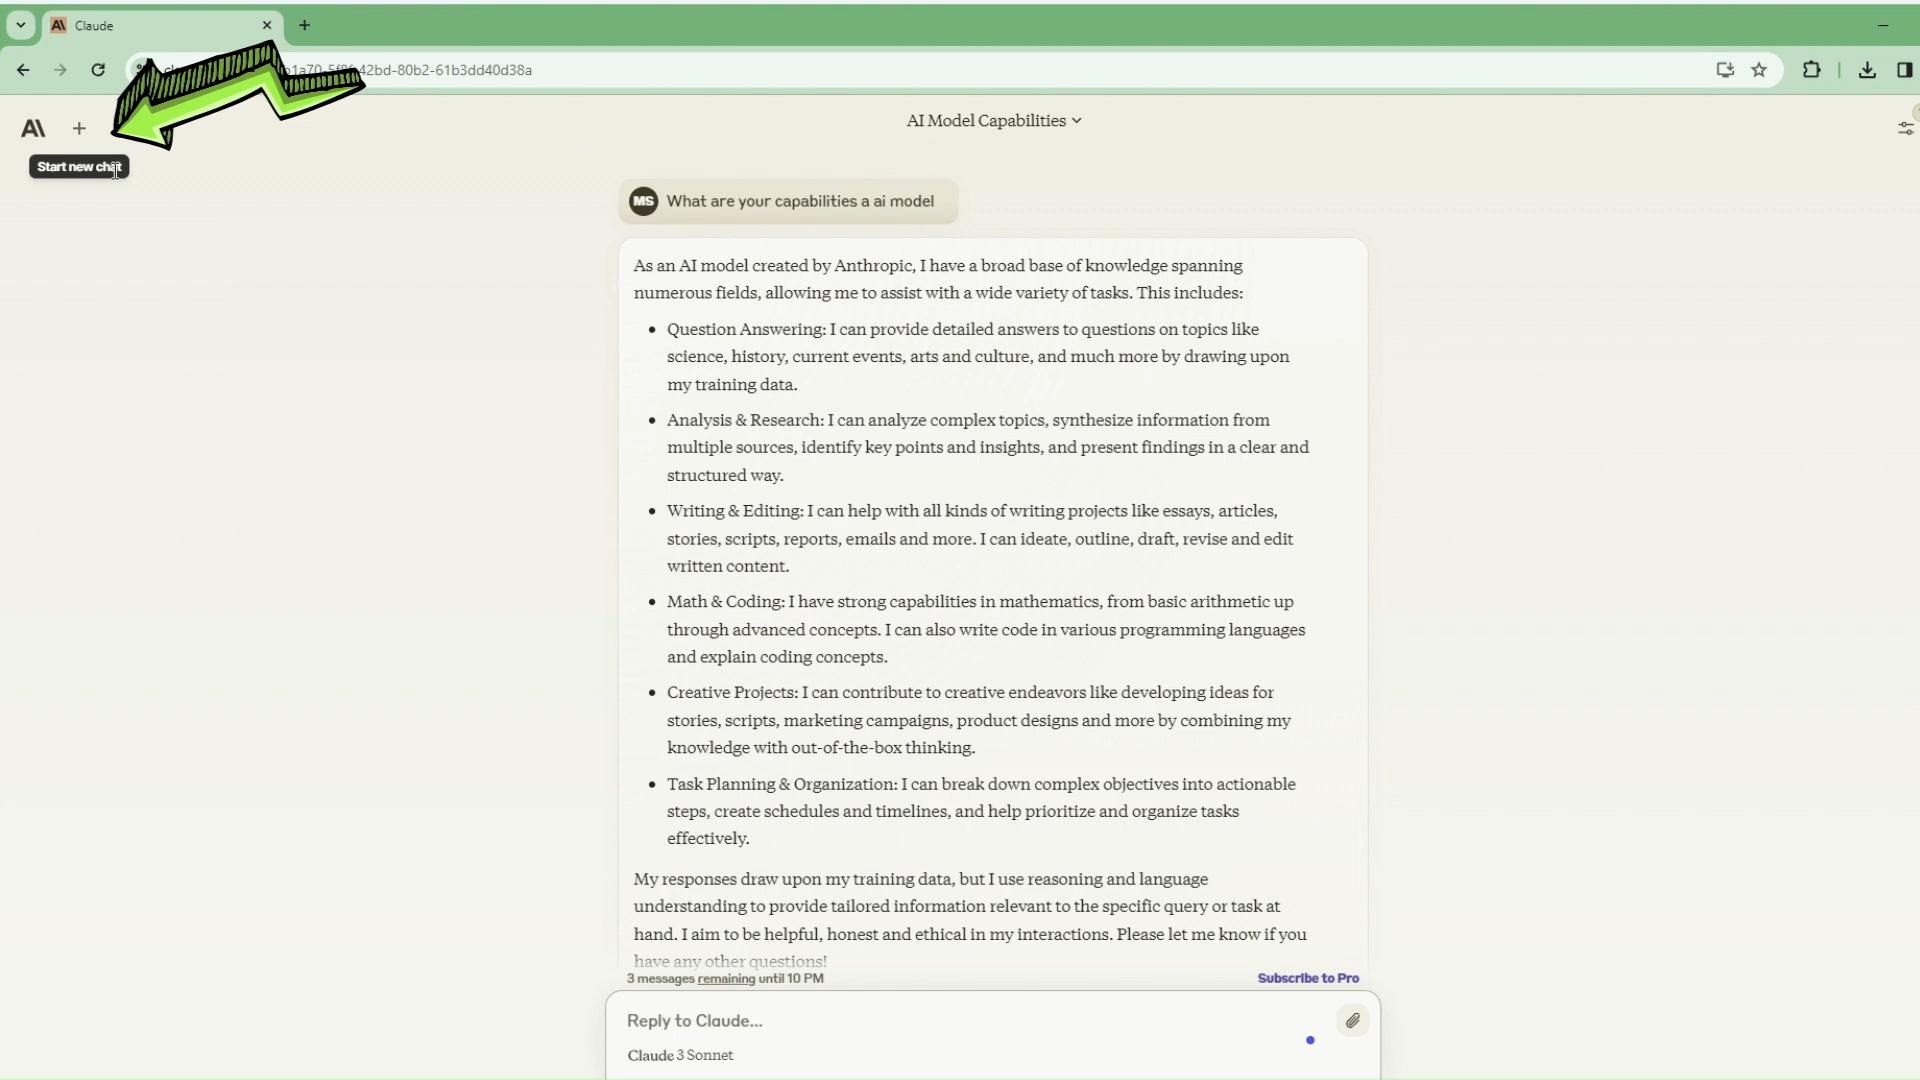 Claude
42bd-80b2-61b3dd40d38a
AI Model Capabilities
Start new chat
MS What are your capabilities a ai model
As an AI model created by Anthropic, I have a broad base of knowledge spanning
numerous fields, allowing me to assist with a wide variety of tasks. This includes:
• Question Answering: I can provide detailed answers to questions on topics like
science, history, current events, arts and culture, and much more by drawing upon
my training data.
• Analysis & Research: I can analyze complex topics, synthesize information from
multiple sources, identify key points and insights, and present findings in a clear and
structured way.
• Writing & Editing: I can help with all kinds of writing projects like essays, articles,
stories, scripts, reports, emails and more. I can ideate, outline, draft, revise and edit
written content.
• Math & Coding: I have strong capabilities in mathematics, from basic arithmetic up
through advanced concepts. I can also write code in various programming languages
and explain coding concepts.
• Creative Projects: I can contribute to creative endeavors like developing ideas for
stories, scripts, marketing campaigns, product designs and more by combining my
knowledge with out-of-the-box thinking.
• Task Planning & Organization: I can break down complex objectives into actionable
steps, create schedules and timelines, and help prioritize and organize tasks
effectively.
My responses draw upon my training data, but I use reasoning and language
understanding to provide tailored information relevant to the specific query or task at
hand. I aim to be helpful, honest and ethical in my interactions. Please let me know if you
have any other questions!
3 messages remaining until 10 PM Subscribe to Pro
Reply to Claude...
Claude 3 Sonnet